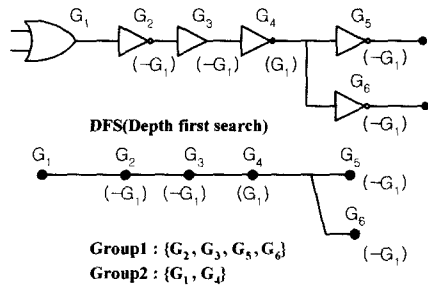 G₁ G₂ G₃ G₄ G₅
(-G₁) (-G₁) (G₁) (-G₁)
G₆
(-G₁)
DFS(Depth first search)
G₁ G₂ G₃ G₄ G₅
(-G₁) (-G₁) (G₁) (-G₁)
G₆
(-G₁)
Group1 : {G₂, G₃, G₅, G₆}
Group2 : {G₁, G₄}